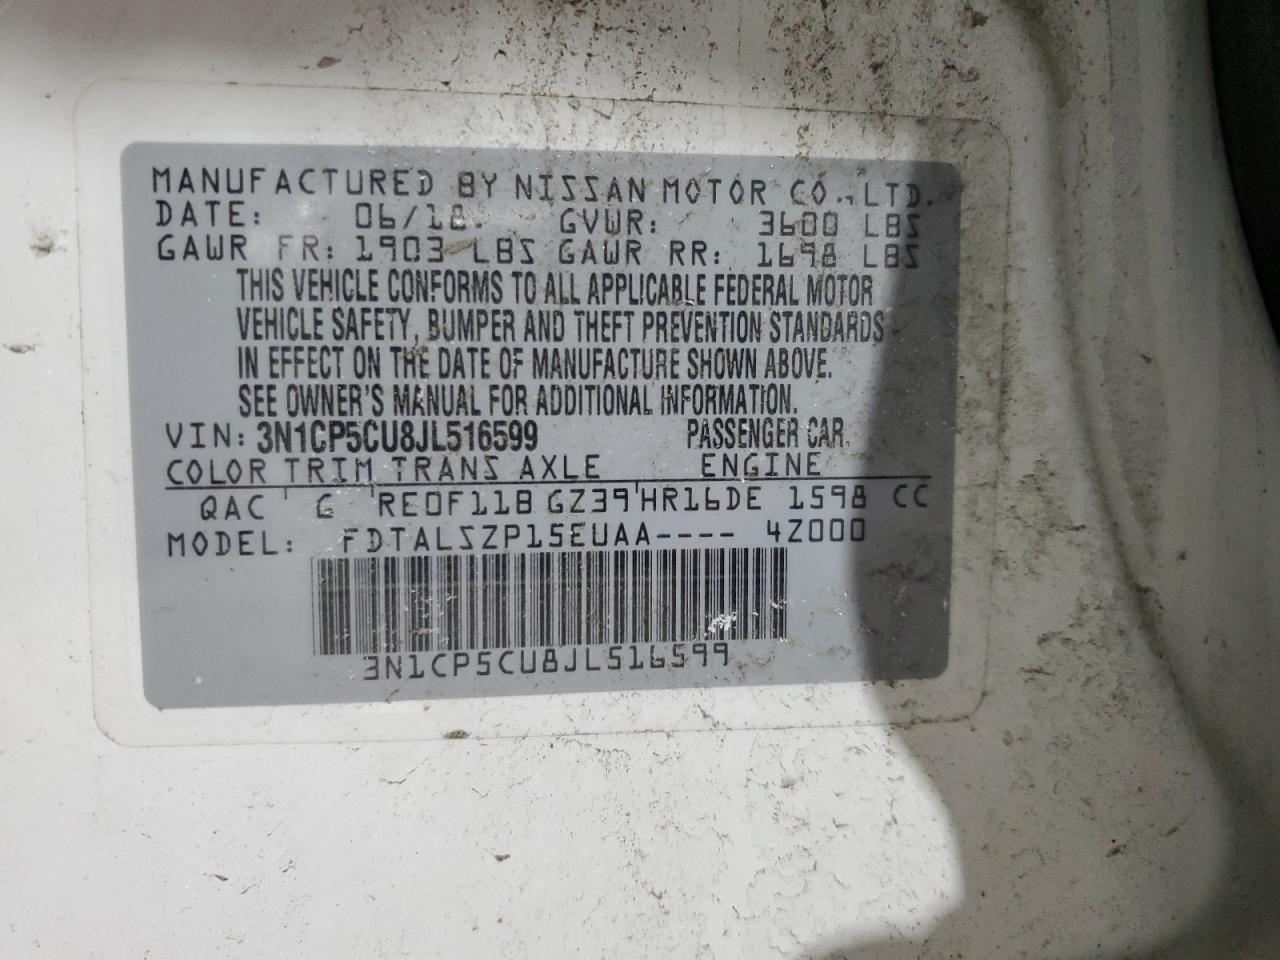 MANUFACTURED BY NISSAN MOTOR CO., LTD.
DATE: 06/18. GVWR: 3600 LBS
GAWR FR: 1903 LBS GAWR RR: 1698 LBS
THIS VEHICLE CONFORMS TO ALL APPLICABLE FEDERAL MOTOR
VEHICLE SAFETY, BUMPER AND THEFT PREVENTION STANDARDS
IN EFFECT ON THE DATE OF MANUFACTURE SHOWN ABOVE.
SEE OWNER'S MANUAL FOR ADDITIONAL INFORMATION.
VIN: 3N1CP5CU8JL516599 PASSENGER CAR.
COLOR TRIM TRANS AXLE ENGINE
QAC ' G ' RE0F11B GZ39 ' HR16DE 1598 CC
MODEL: FDTALSZP15EUAA---- 4Z000
3N1CP5CU8JL516599